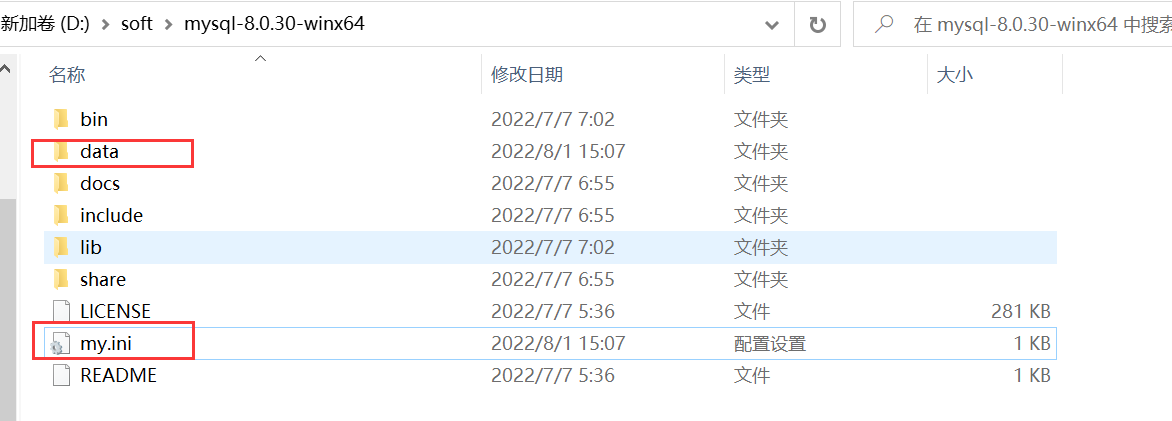 新加卷 (D:) > soft > mysql-8.0.30-winx64 在 mysql-8.0.30-winx64 中搜索
名称 修改日期 类型 大小
bin 2022/7/7 7:02 文件夹
data 2022/8/1 15:07 文件夹
docs 2022/7/7 6:55 文件夹
include 2022/7/7 6:55 文件夹
lib 2022/7/7 7:02 文件夹
share 2022/7/7 6:55 文件夹
LICENSE 2022/7/7 5:36 文件 281 KB
my.ini 2022/8/1 15:07 配置设置 1 KB
README 2022/7/7 5:36 文件 1 KB